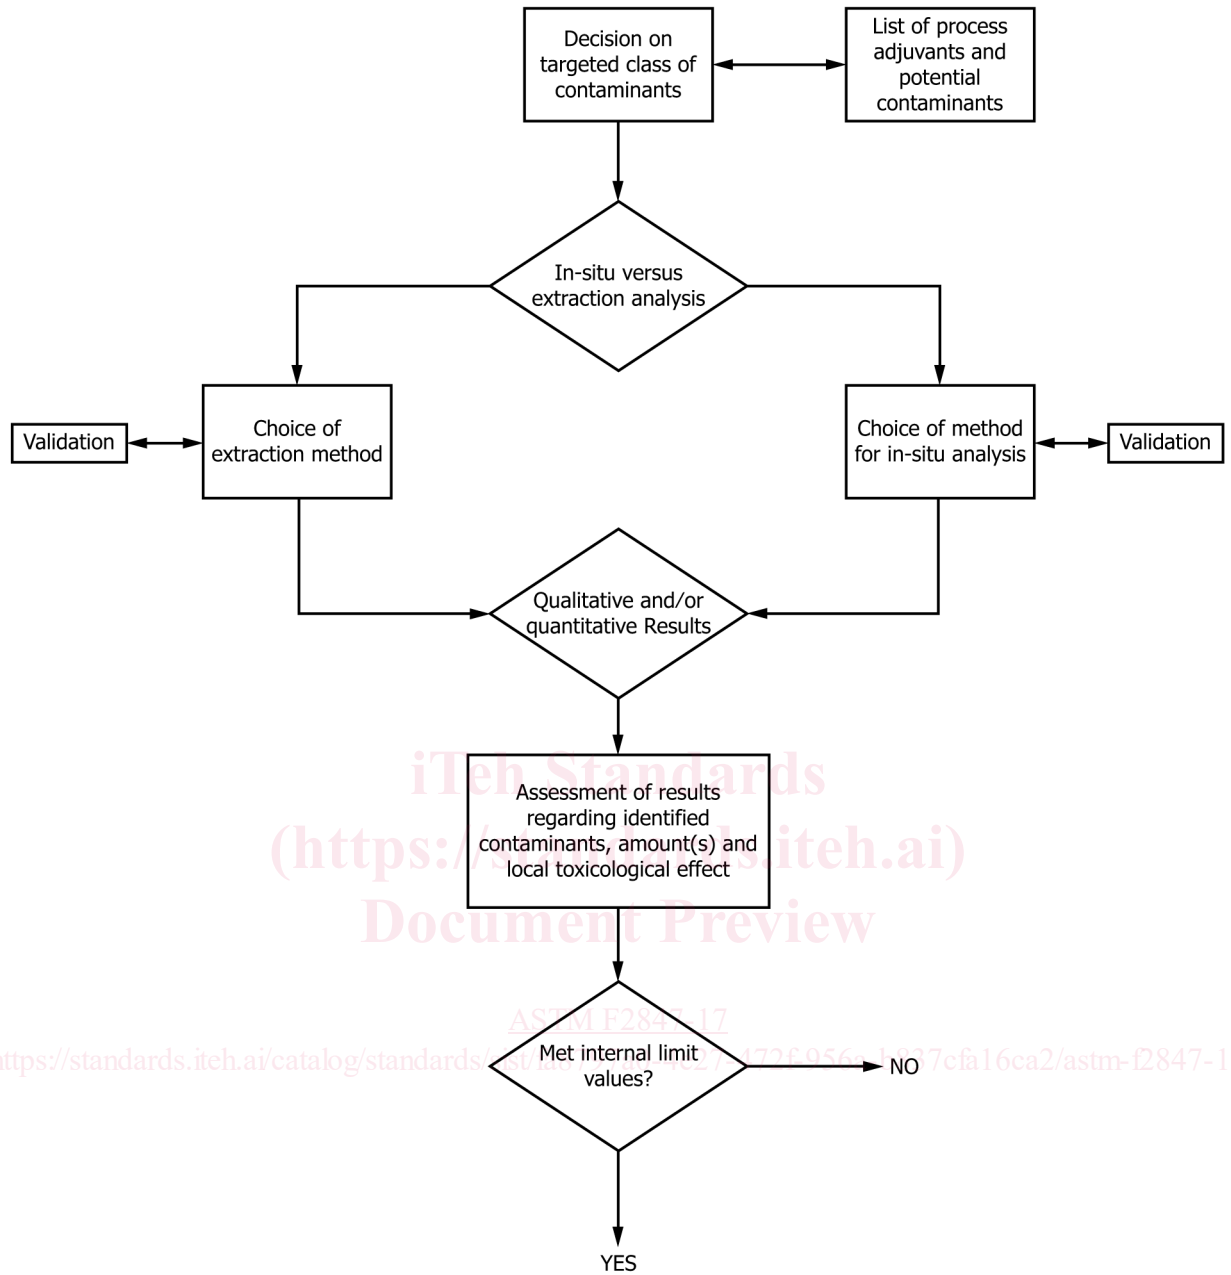 Decision on
targeted class of
contaminants
List of process
adjuvants and
potential
contaminants
In-situ versus
extraction analysis
Validation
Choice of
extraction method
Choice of method
for in-situ analysis
Validation
Qualitative and/or
quantitative Results
iTeh Standards
(https://standards.iteh.ai)
Document Preview
Assessment of results
regarding identified
contaminants, amount(s) and
local toxicological effect
ASTM F2847-17
Met internal limit
values?
NO
YES